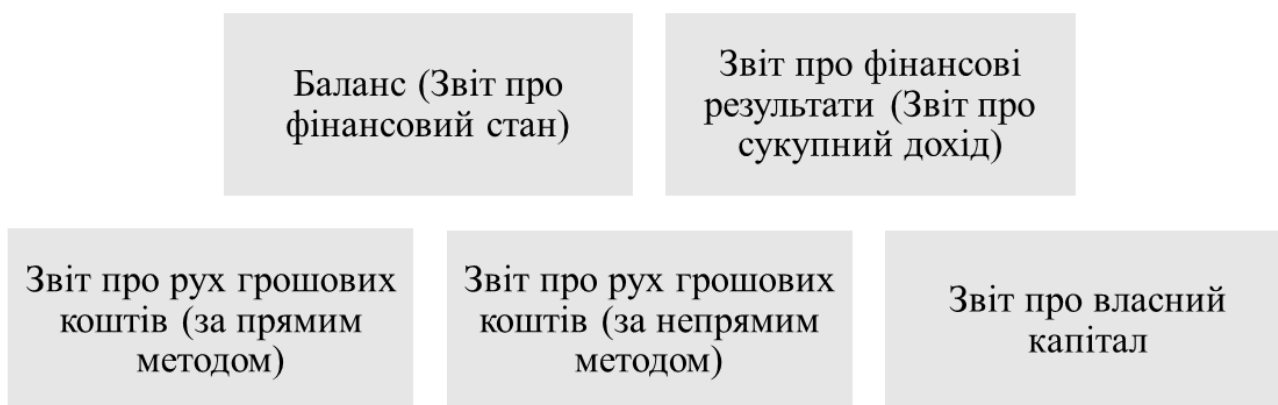 Баланс (Звіт про
фінансовий стан)
Звіт про фінансові
результати (Звіт про
сукупний дохід)
Звіт про рух грошових
коштів (за прямим
методом)
Звіт про рух грошових
коштів (за непрямим
методом)
Звіт про власний
капітал